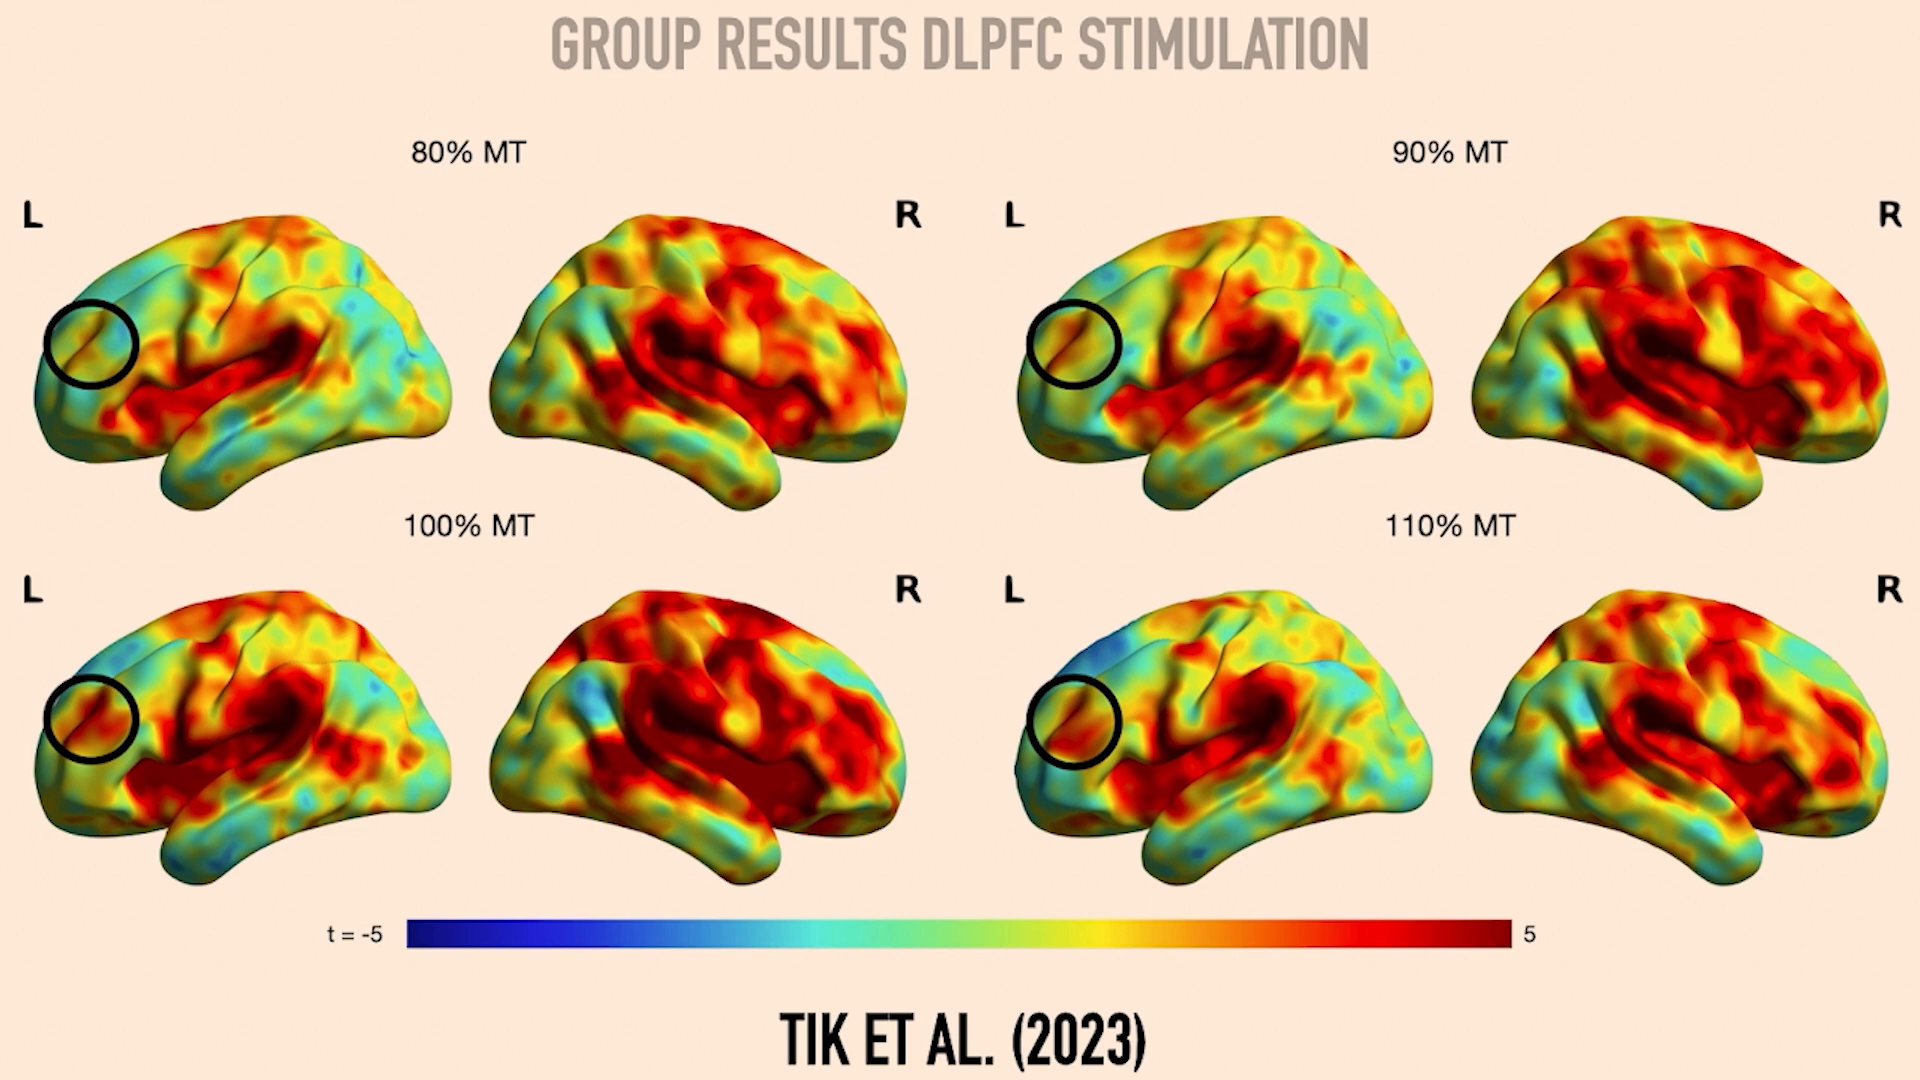 GROUP RESULTS DLPFC STIMULATION
80% MT
90% MT
L
R
L
R
100% MT
110% MT
L
R
L
R
t = -5
5
TIK ET AL. (2023)